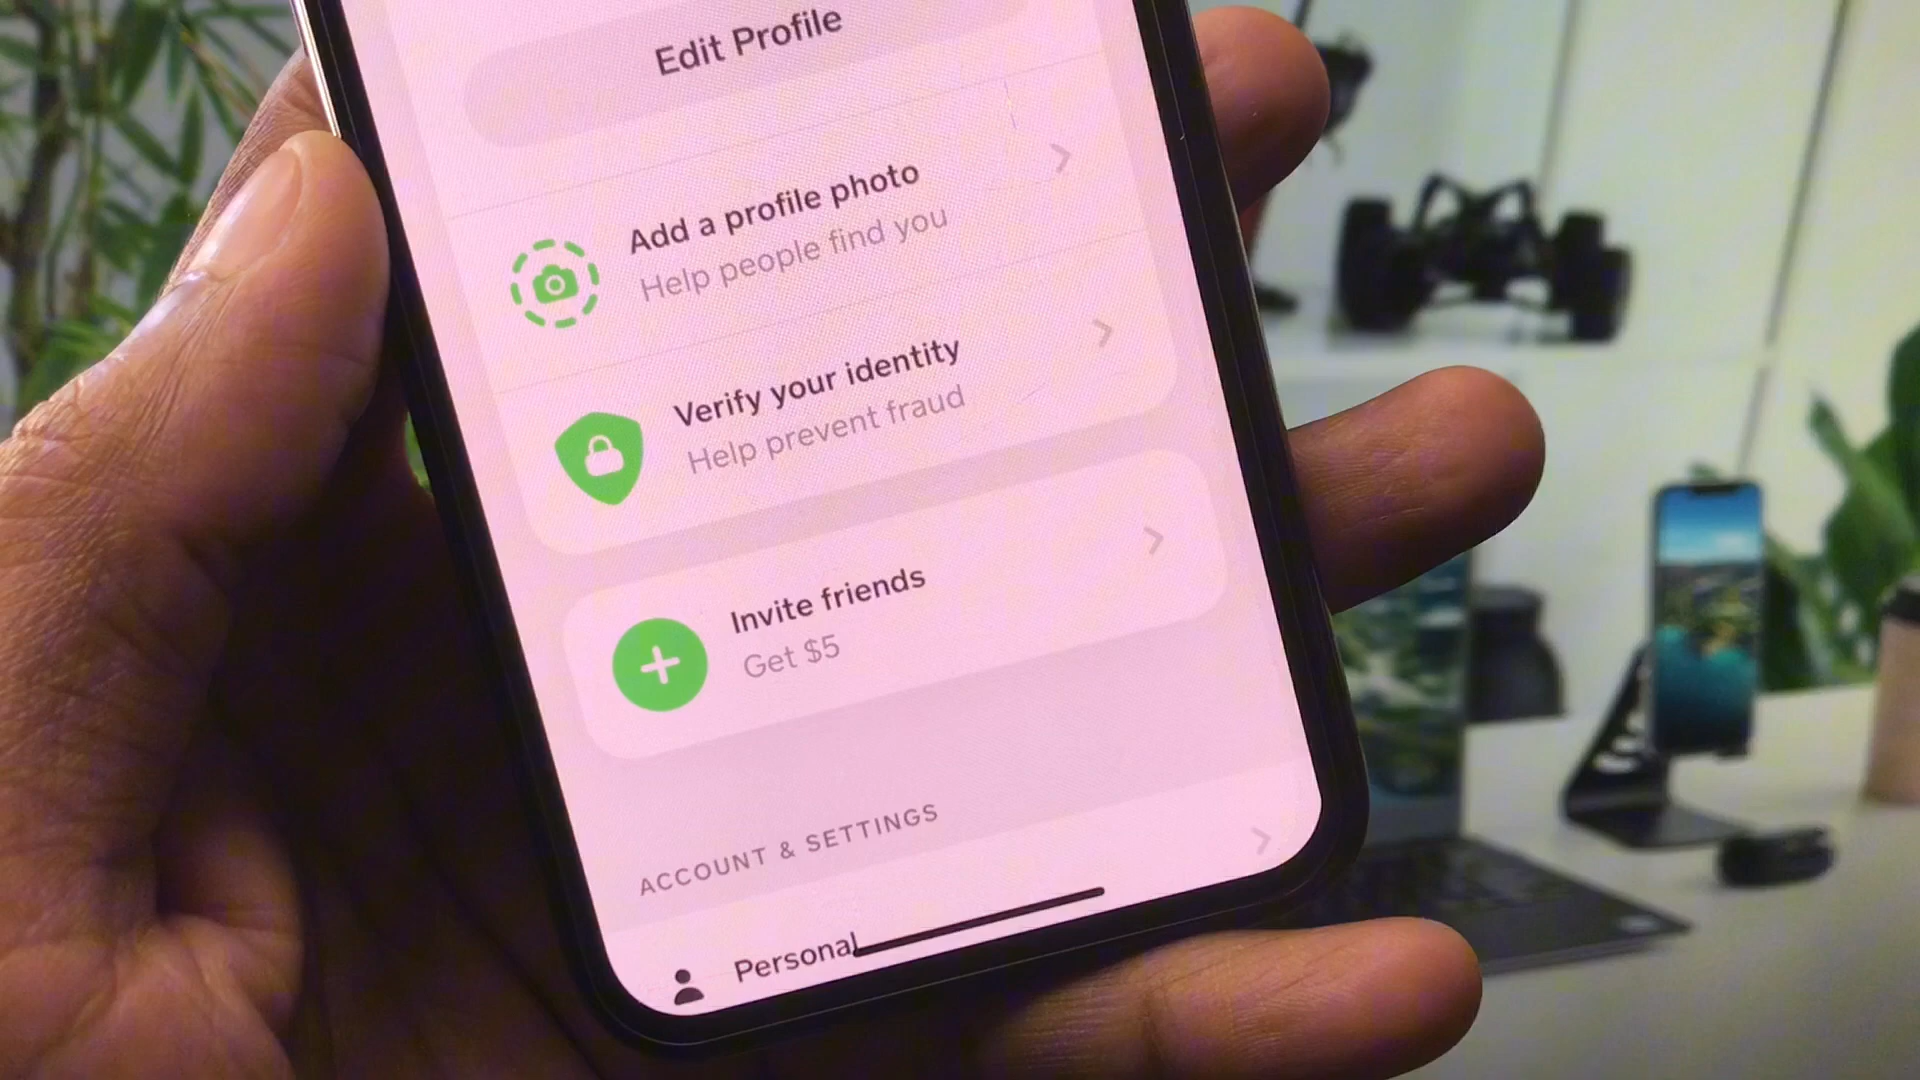 Edit Profile
Add a profile photo
Help people find you
Verify your identity
Help prevent fraud
Invite friends
Get $5
ACCOUNT & SETTINGS
Personal